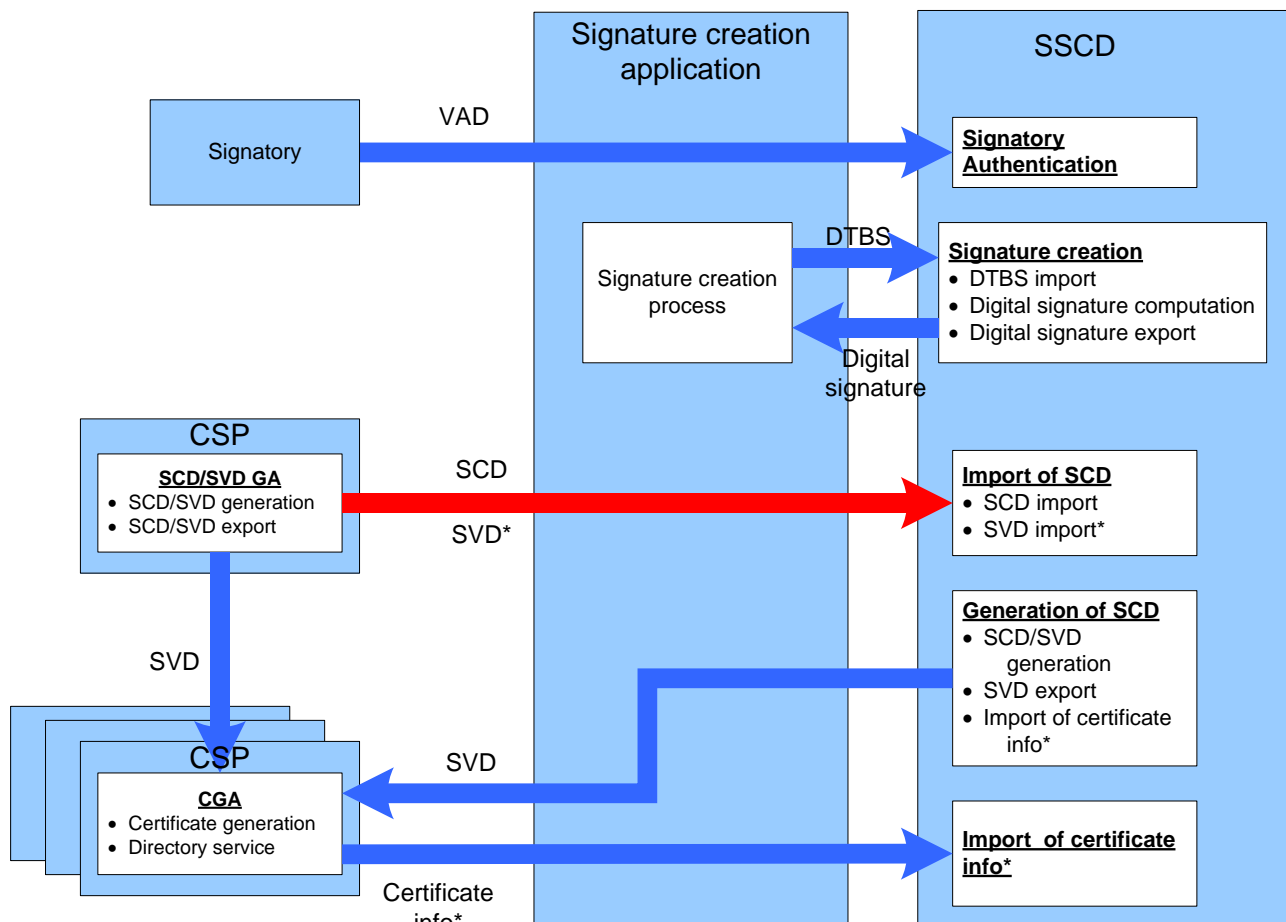 Signature creation
application
SSCD
VAD
Signatory
Signatory
Authentication
DTBS
Signature creation
process
Signature creation
• DTBS import
• Digital signature computation
• Digital signature export
Digital
signature
CSP
SCD/SVD GA
• SCD/SVD generation
• SCD/SVD export
SCD
SVD*
Import of SCD
• SCD import
• SVD import*
Generation of SCD
• SCD/SVD
generation
• SVD export
• Import of certificate
info*
SVD
CSP
SVD
CGA
• Certificate generation
• Directory service
Import of certificate
info*
Certificate
info*